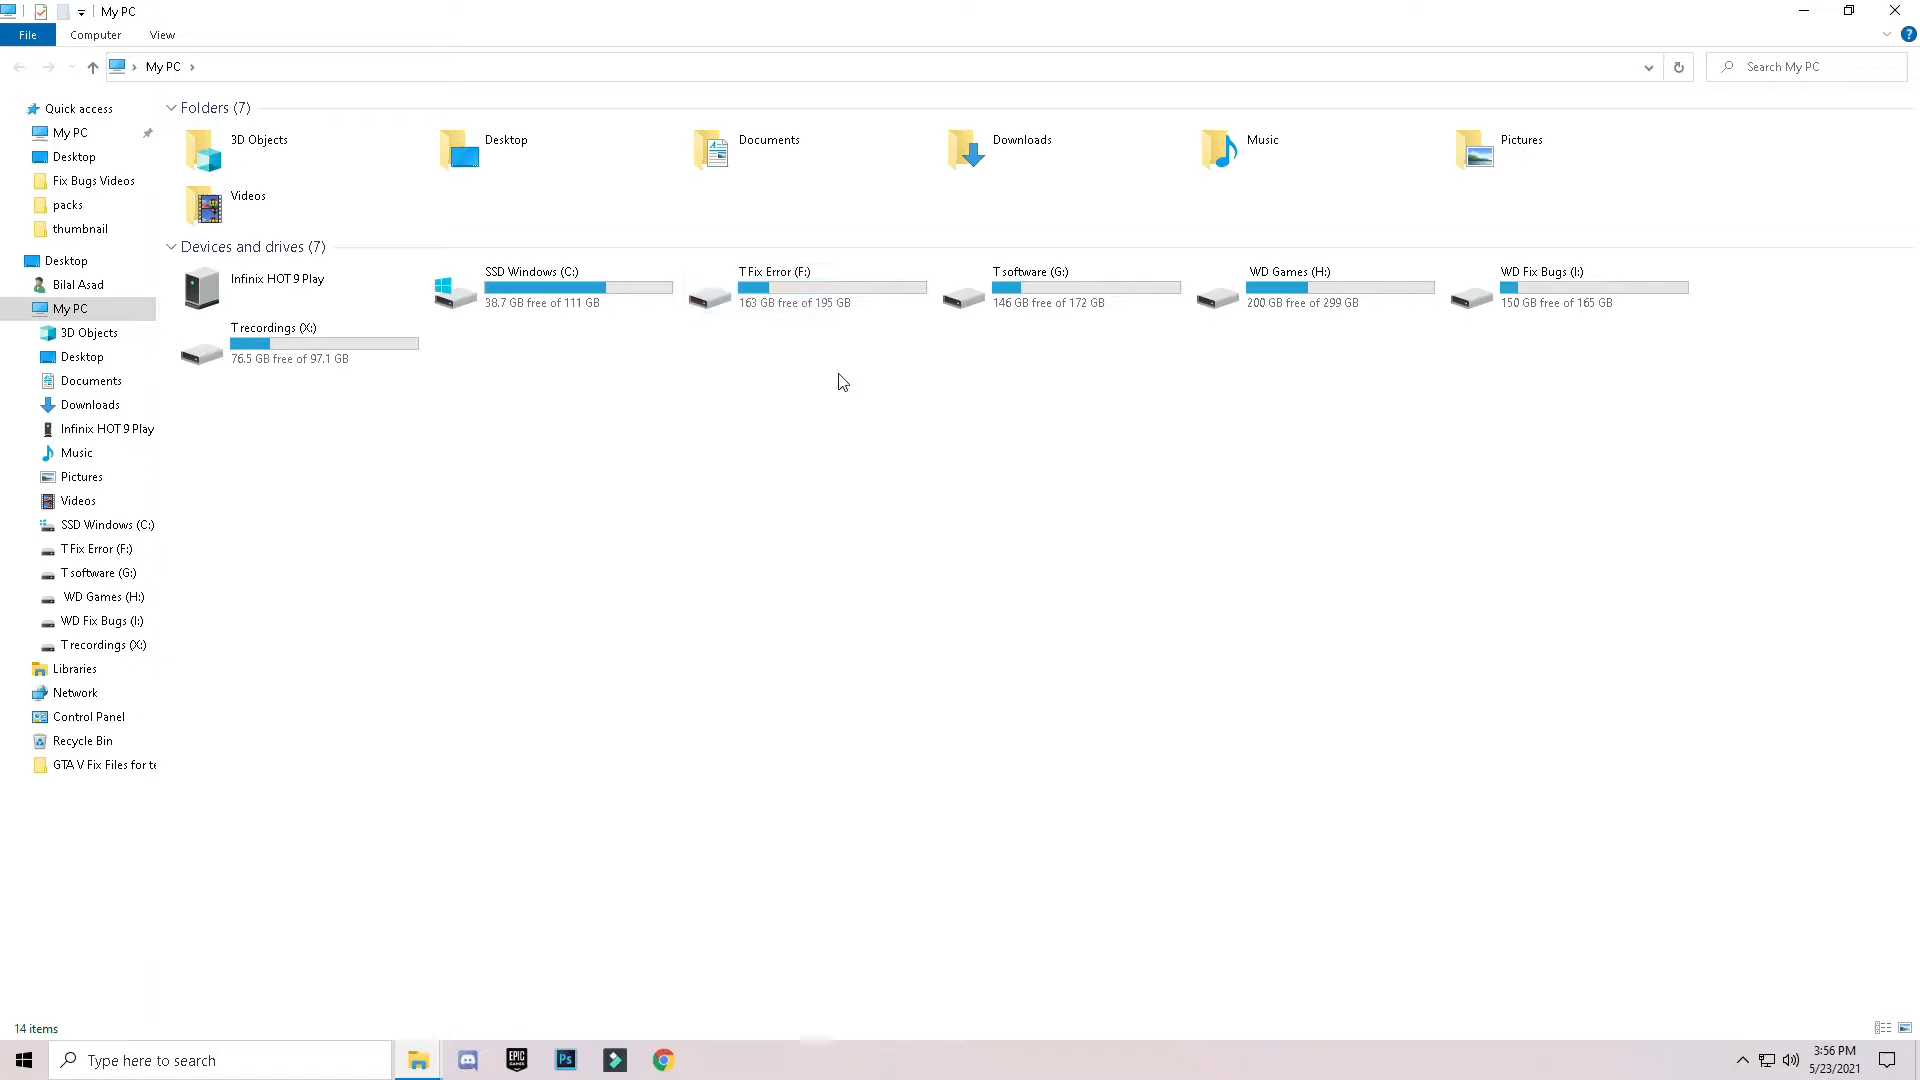 My PC
File Computer View
My PC
Search My PC
Quick access
My PC
Desktop
Fix Bugs Videos
packs
thumbnail
Desktop
Bilal Asad
My PC
3D Objects
Desktop
Documents
Downloads
Infinix HOT 9 Play
Music
Pictures
Videos
SSD Windows (C:)
T Fix Error (F:)
T software (G:)
WD Games (H:)
WD Fix Bugs (I:)
T recordings (X:)
Libraries
Network
Control Panel
Recycle Bin
GTA V Fix Files for te
Folders (7)
3D Objects
Desktop
Documents
Downloads
Music
Pictures
Videos
Devices and drives (7)
Infinix HOT 9 Play
SSD Windows (C:)
38.7 GB free of 111 GB
T Fix Error (F:)
163 GB free of 195 GB
T software (G:)
146 GB free of 172 GB
WD Games (H:)
200 GB free of 299 GB
WD Fix Bugs (I:)
150 GB free of 165 GB
T recordings (X:)
76.5 GB free of 97.1 GB
14 items
Type here to search
EPIC GAMES
Ps
3:56 PM
5/23/2021